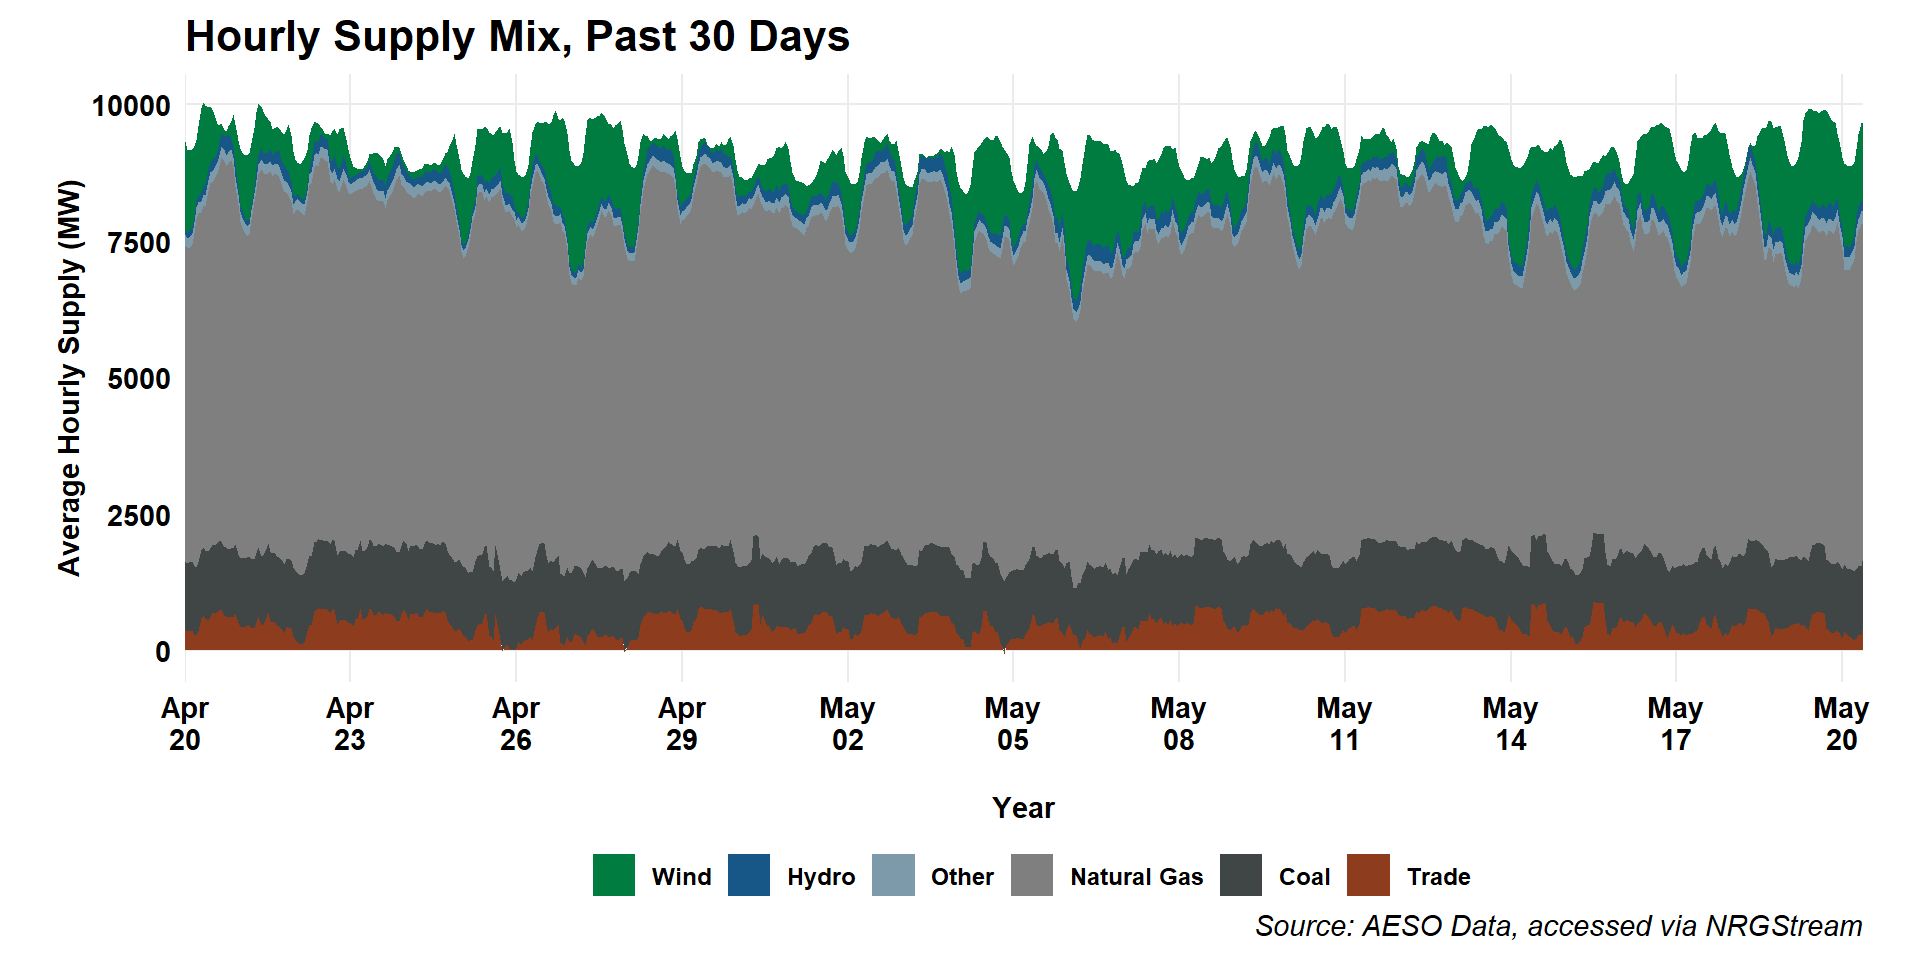 Hourly Supply Mix, Past 30 Days
Average Hourly Supply (MW)
10000
7500
5000
2500
0
Apr 20
Apr 23
Apr 26
Apr 29
May 02
May 05
May 08
May 11
May 14
May 17
May 20
Year
Wind Hydro Other Natural Gas Coal Trade
Source: AESO Data, accessed via NRGStream